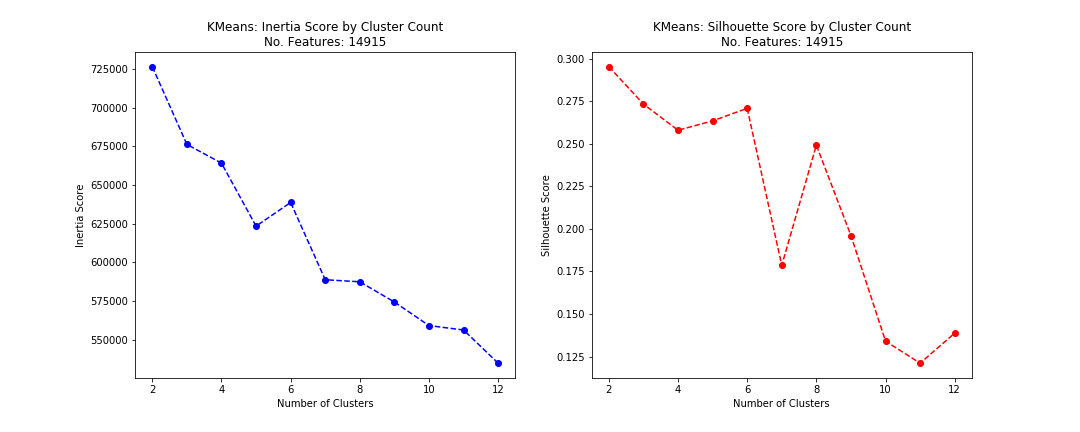 KMeans: Inertia Score by Cluster Count
No. Features: 14915
725000
700000
675000
650000
625000
600000
575000
550000
Inertia Score
2 4 6 8 10 12
Number of Clusters
KMeans: Silhouette Score by Cluster Count
No. Features: 14915
0.300
0.275
0.250
0.225
0.200
0.175
0.150
0.125
Silhouette Score
2 4 6 8 10 12
Number of Clusters